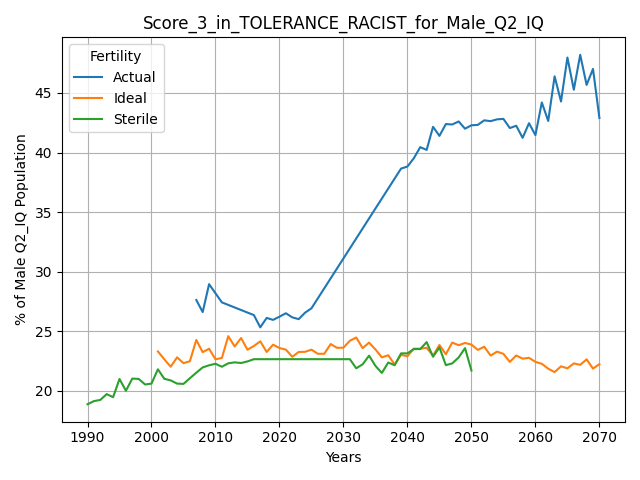 Score_3_in_TOLERANCE_RACIST_for_Male_Q2_IQ
Fertility
Actual
Ideal
Sterile
% of Male Q2_IQ Population
45
40
35
30
25
20
1990 2000 2010 2020 2030 2040 2050 2060 2070
Years